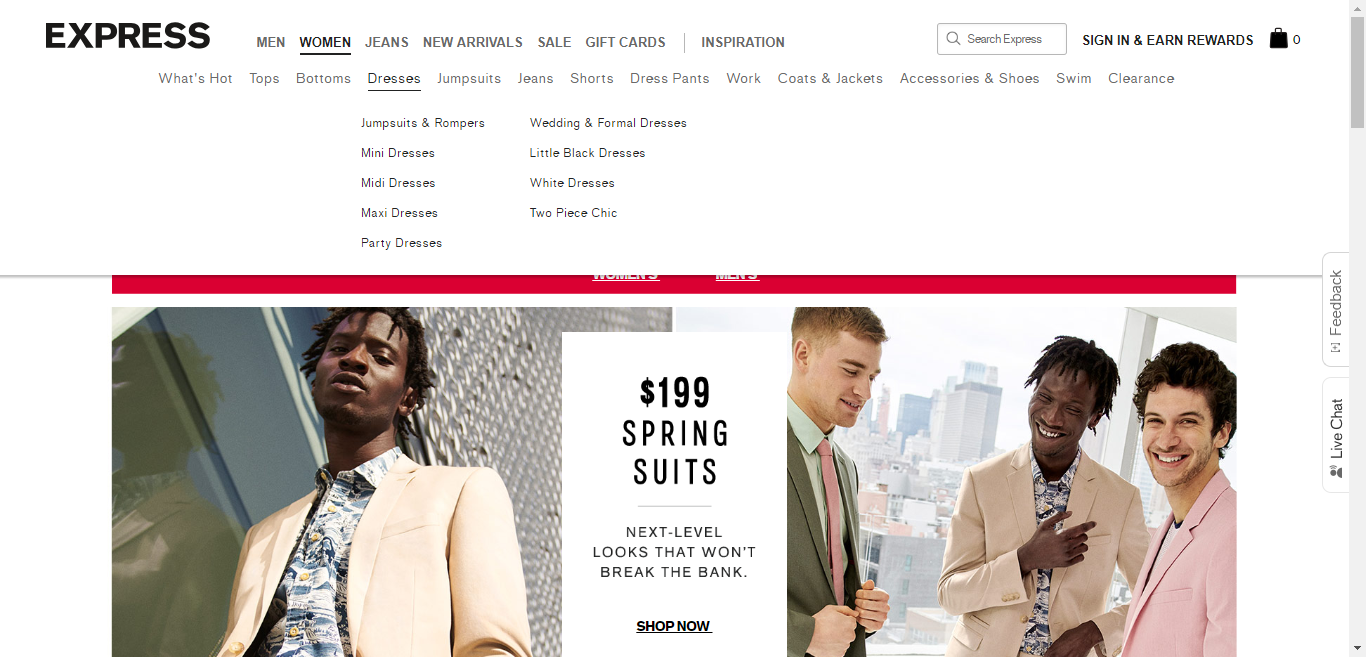 EXPRESS
MEN WOMEN JEANS NEW ARRIVALS SALE GIFT CARDS INSPIRATION
Search Express
SIGN IN & EARN REWARDS
0
What's Hot Tops Bottoms Dresses Jumpsuits Jeans Shorts Dress Pants Work Coats & Jackets Accessories & Shoes Swim Clearance
Jumpsuits & Rompers
Mini Dresses
Midi Dresses
Maxi Dresses
Party Dresses
Wedding & Formal Dresses
Little Black Dresses
White Dresses
Two Piece Chic
WOMEN'S MEN'S
$199
SPRING
SUITS
NEXT-LEVEL
LOOKS THAT WON'T
BREAK THE BANK.
SHOP NOW
Feedback
Live Chat